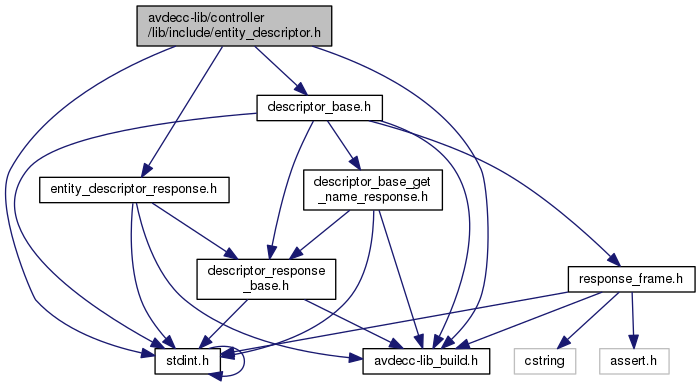 avdecc-lib/controller
/lib/include/entity_descriptor.h
descriptor_base.h
entity_descriptor_response.h
descriptor_base_get
_name_response.h
descriptor_response
_base.h
response_frame.h
stdint.h
avdecc-lib_build.h
cstring
assert.h